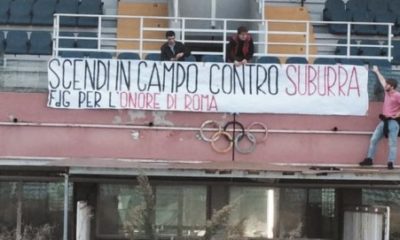 SCENDI IN CAMPO CONTRO SUBURRA
FdG PER L'ONORE DI ROMA